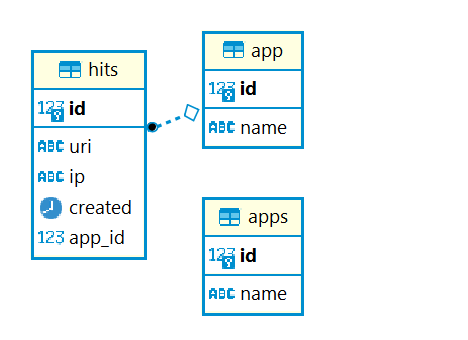 hits
123 id
ABC uri
ABC ip
created
123 app_id
app
123 id
ABC name
apps
123 id
ABC name